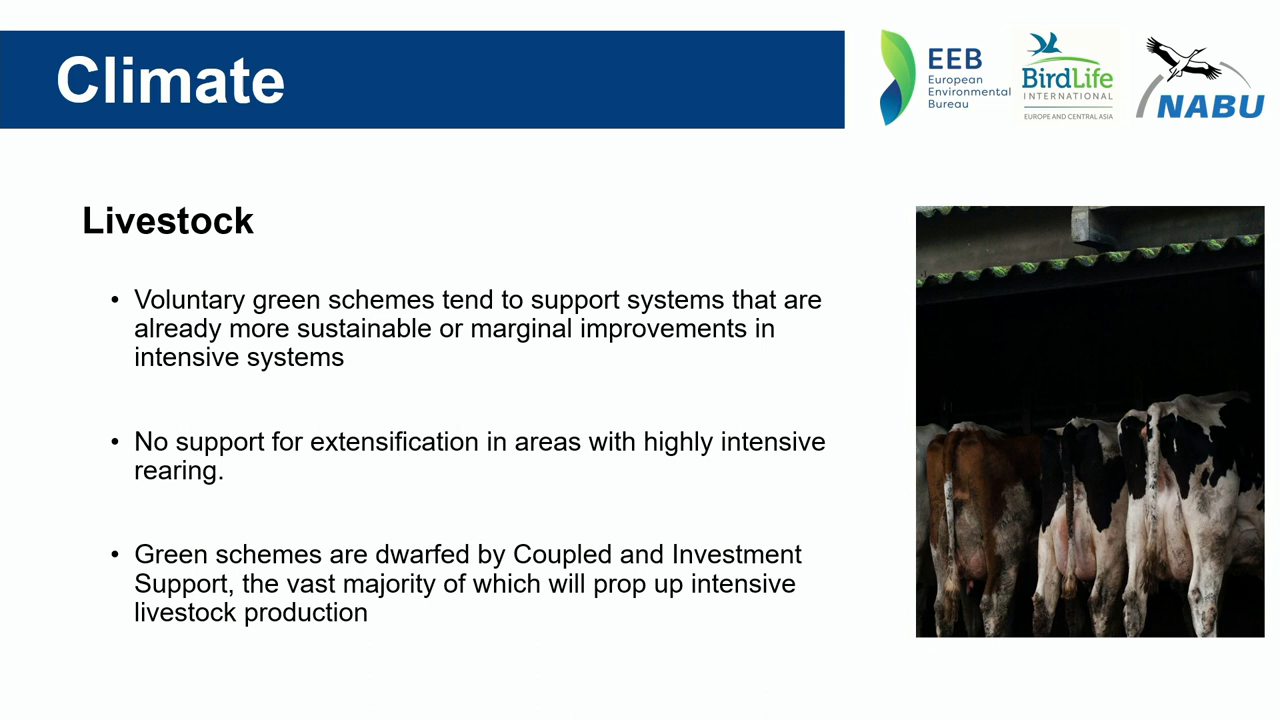 Climate
EEB
European
Environmental
Bureau
BirdLife
INTERNATIONAL
EUROPE AND CENTRAL ASIA
NABU
Livestock
• Voluntary green schemes tend to support systems that are
already more sustainable or marginal improvements in
intensive systems
• No support for extensification in areas with highly intensive
rearing.
• Green schemes are dwarfed by Coupled and Investment
Support, the vast majority of which will prop up intensive
livestock production